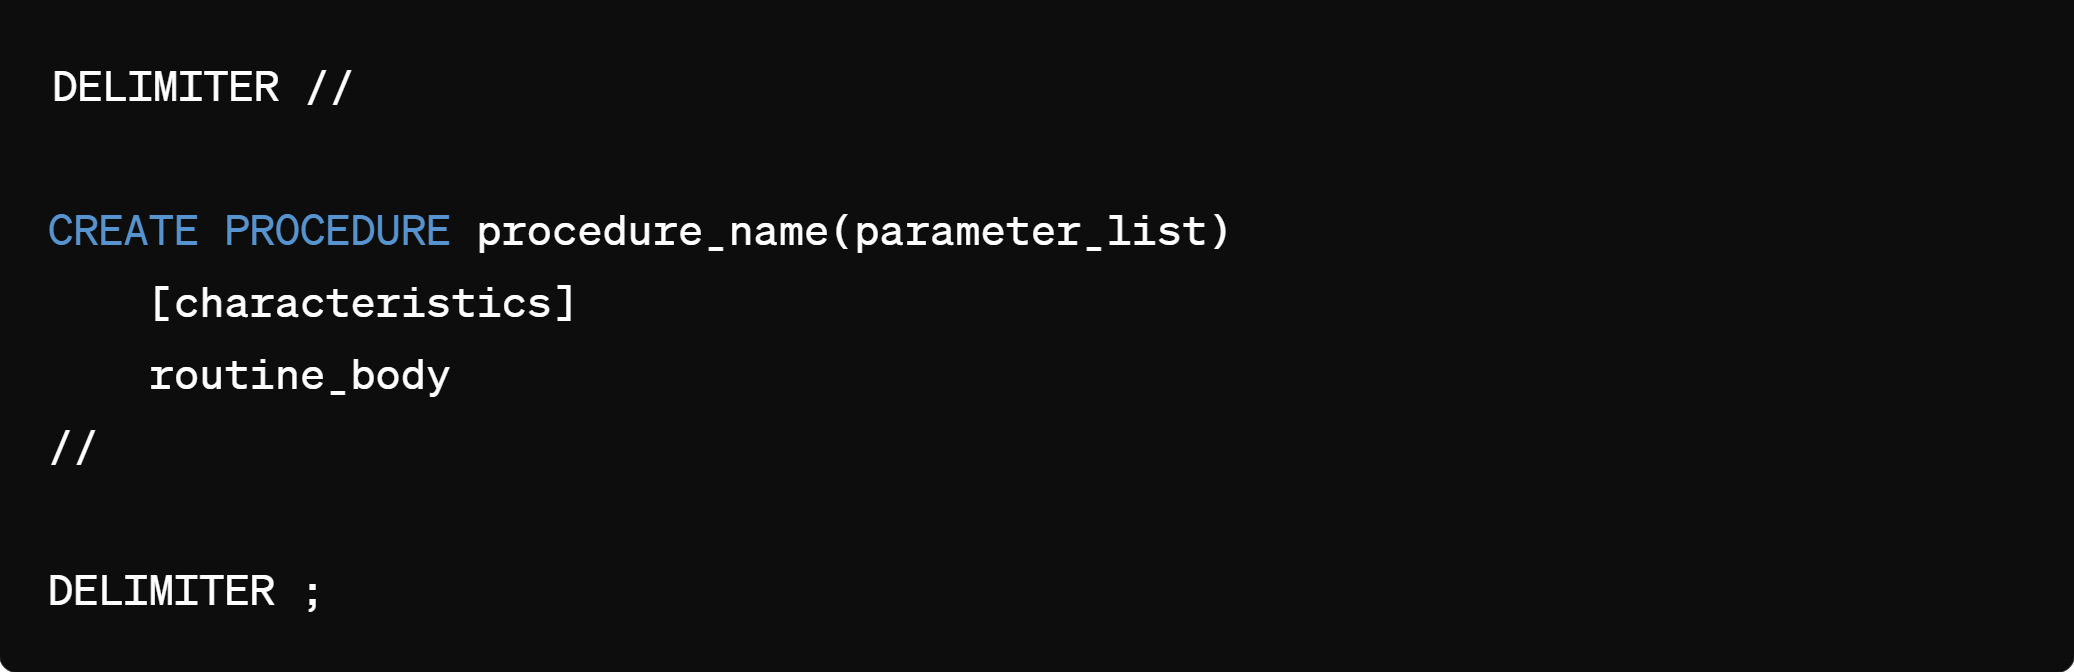 DELIMITER //
CREATE PROCEDURE procedure_name(parameter_list)
[characteristics]
routine_body
//
DELIMITER ;